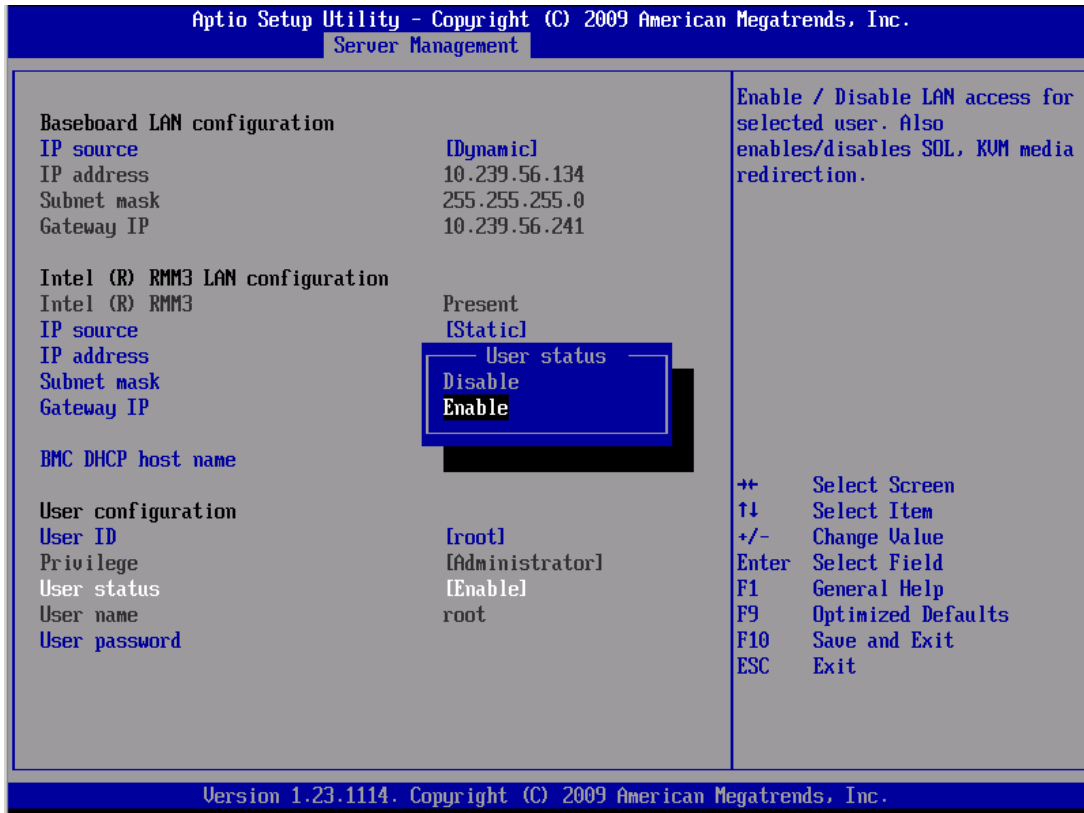 Aptio Setup Utility - Copyright (C) 2009 American Megatrends, Inc.
Server Management
Baseboard LAN configuration
IP source [Dynamic]
IP address 10.239.56.134
Subnet mask 255.255.255.0
Gateway IP 10.239.56.241
Intel (R) RMM3 LAN configuration
Intel (R) RMM3 Present
IP source [Static]
IP address
Subnet mask
Gateway IP
User status
Disable
Enable
BMC DHCP host name
User configuration
User ID [root]
Privilege [Administrator]
User status [Enable]
User name root
User password
Enable / Disable LAN access for
selected user. Also
enables/disables SOL, KVM media
redirection.
→← Select Screen
↑↓ Select Item
+/- Change Value
Enter Select Field
F1 General Help
F9 Optimized Defaults
F10 Save and Exit
ESC Exit
Version 1.23.1114. Copyright (C) 2009 American Megatrends, Inc.